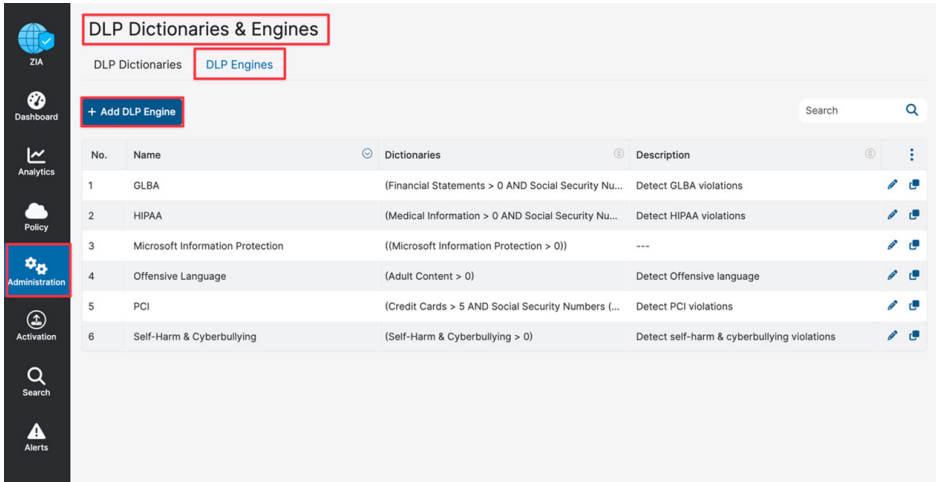 DLP Dictionaries & Engines
ZIA
DLP Dictionaries DLP Engines
Dashboard
+ Add DLP Engine
Search
Analytics
No. Name Dictionaries Description
1 GLBA (Financial Statements > 0 AND Social Security Nu... Detect GLBA violations
Policy
2 HIPAA (Medical Information > 0 AND Social Security Nu... Detect HIPAA violations
3 Microsoft Information Protection ((Microsoft Information Protection > 0)) ---
Administration
4 Offensive Language (Adult Content > 0) Detect Offensive language
5 PCI (Credit Cards > 5 AND Social Security Numbers (... Detect PCI violations
Activation
6 Self-Harm & Cyberbullying (Self-Harm & Cyberbullying > 0) Detect self-harm & cyberbullying violations
Search
Alerts